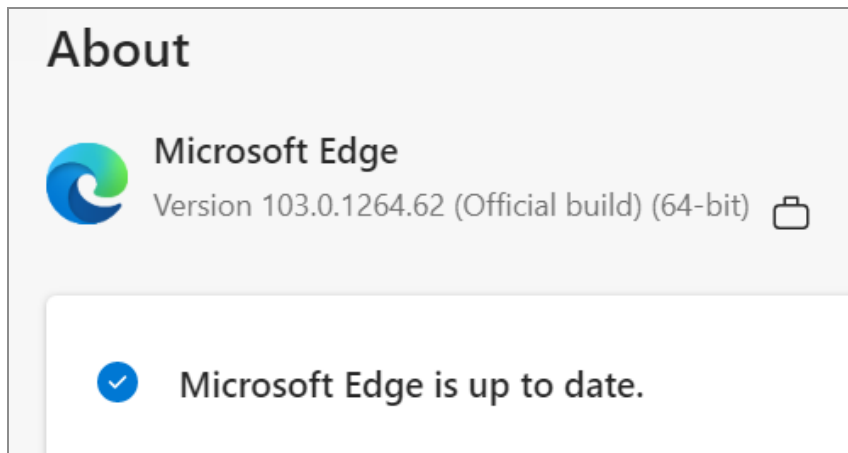 About
Microsoft Edge
Version 103.0.1264.62 (Official build) (64-bit)
Microsoft Edge is up to date.